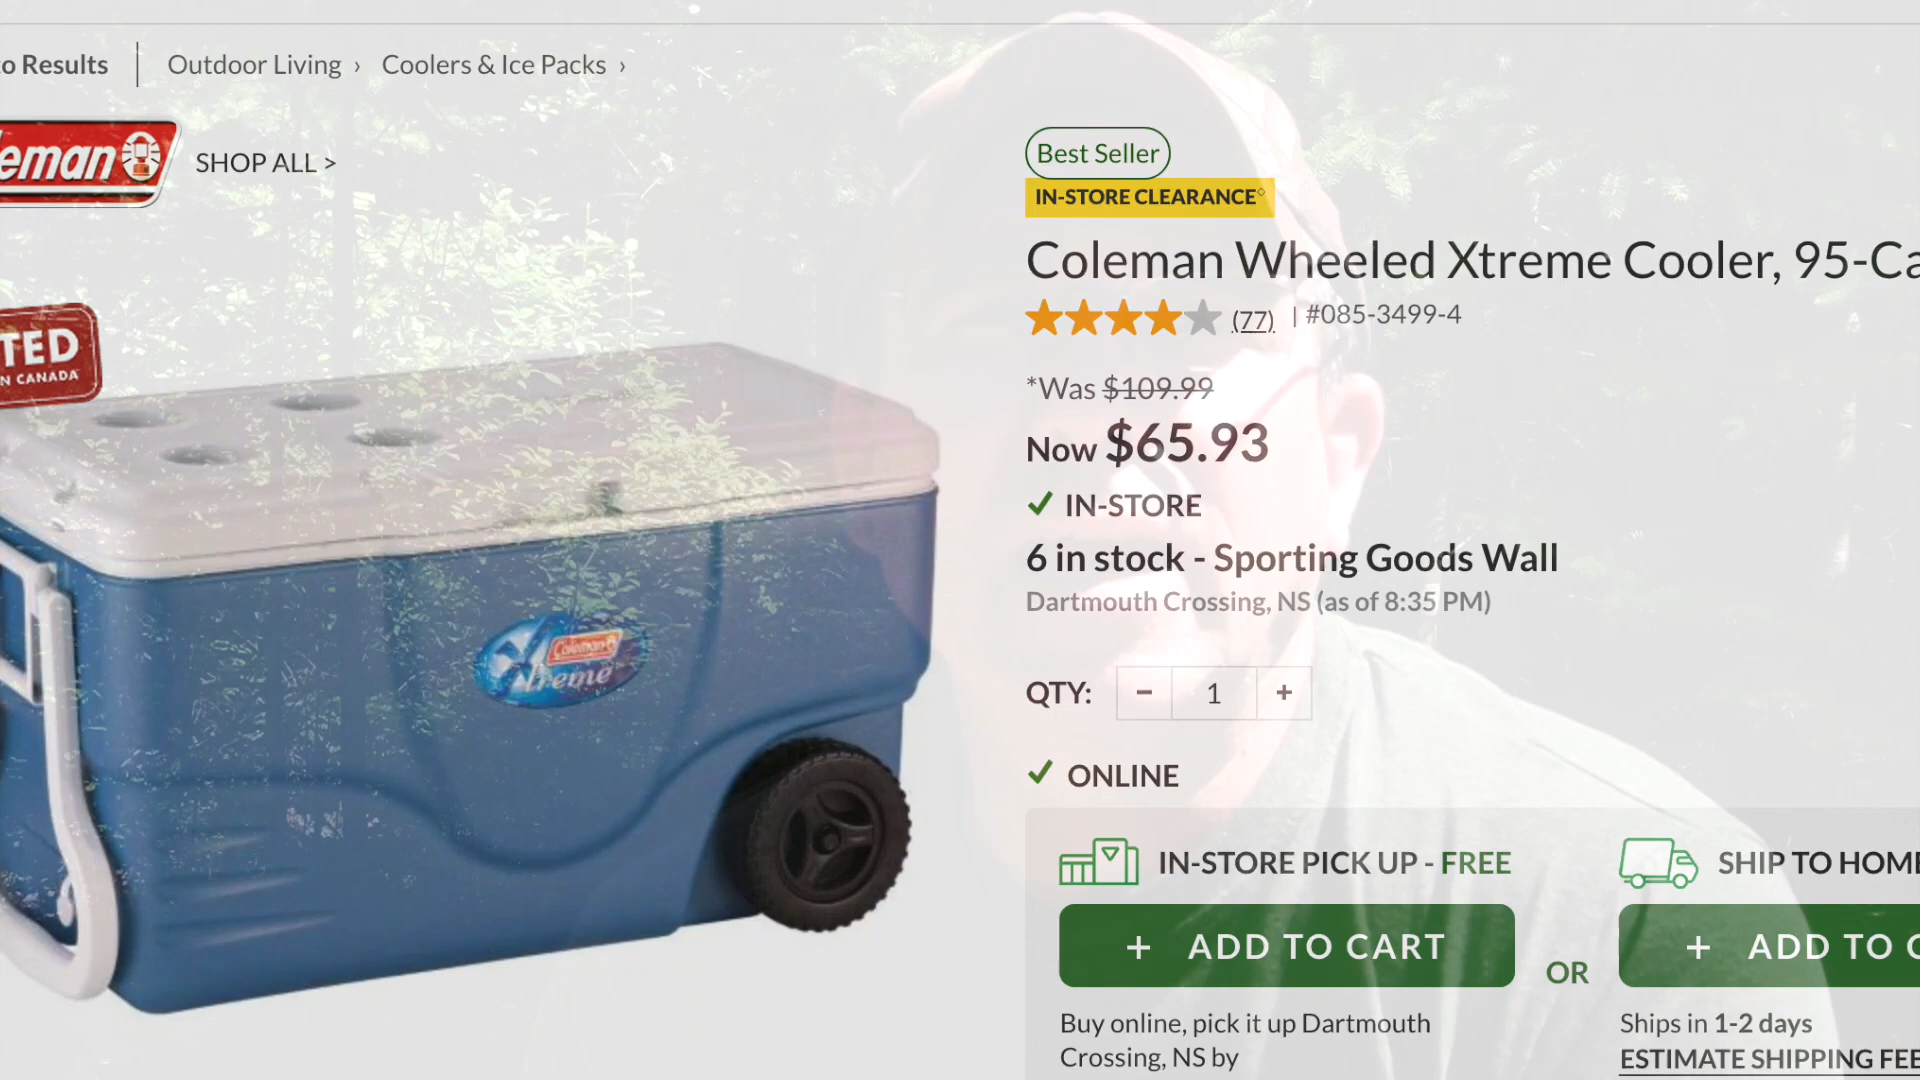 o Results | Outdoor Living › Coolers & Ice Packs ›
eman SHOP ALL >
Best Seller
IN-STORE CLEARANCE◊
Coleman Wheeled Xtreme Cooler, 95-Ca
(77) | #085-3499-4
TED
N CANADA
*Was $109.99
Now $65.93
IN-STORE
6 in stock - Sporting Goods Wall
Dartmouth Crossing, NS (as of 8:35 PM)
Coleman
Xtreme
QTY: − 1 +
ONLINE
IN-STORE PICK UP - FREE
SHIP TO HOME
+ ADD TO CART
OR
+ ADD TO C
Buy online, pick it up Dartmouth
Crossing, NS by
Ships in 1-2 days
ESTIMATE SHIPPING FEE